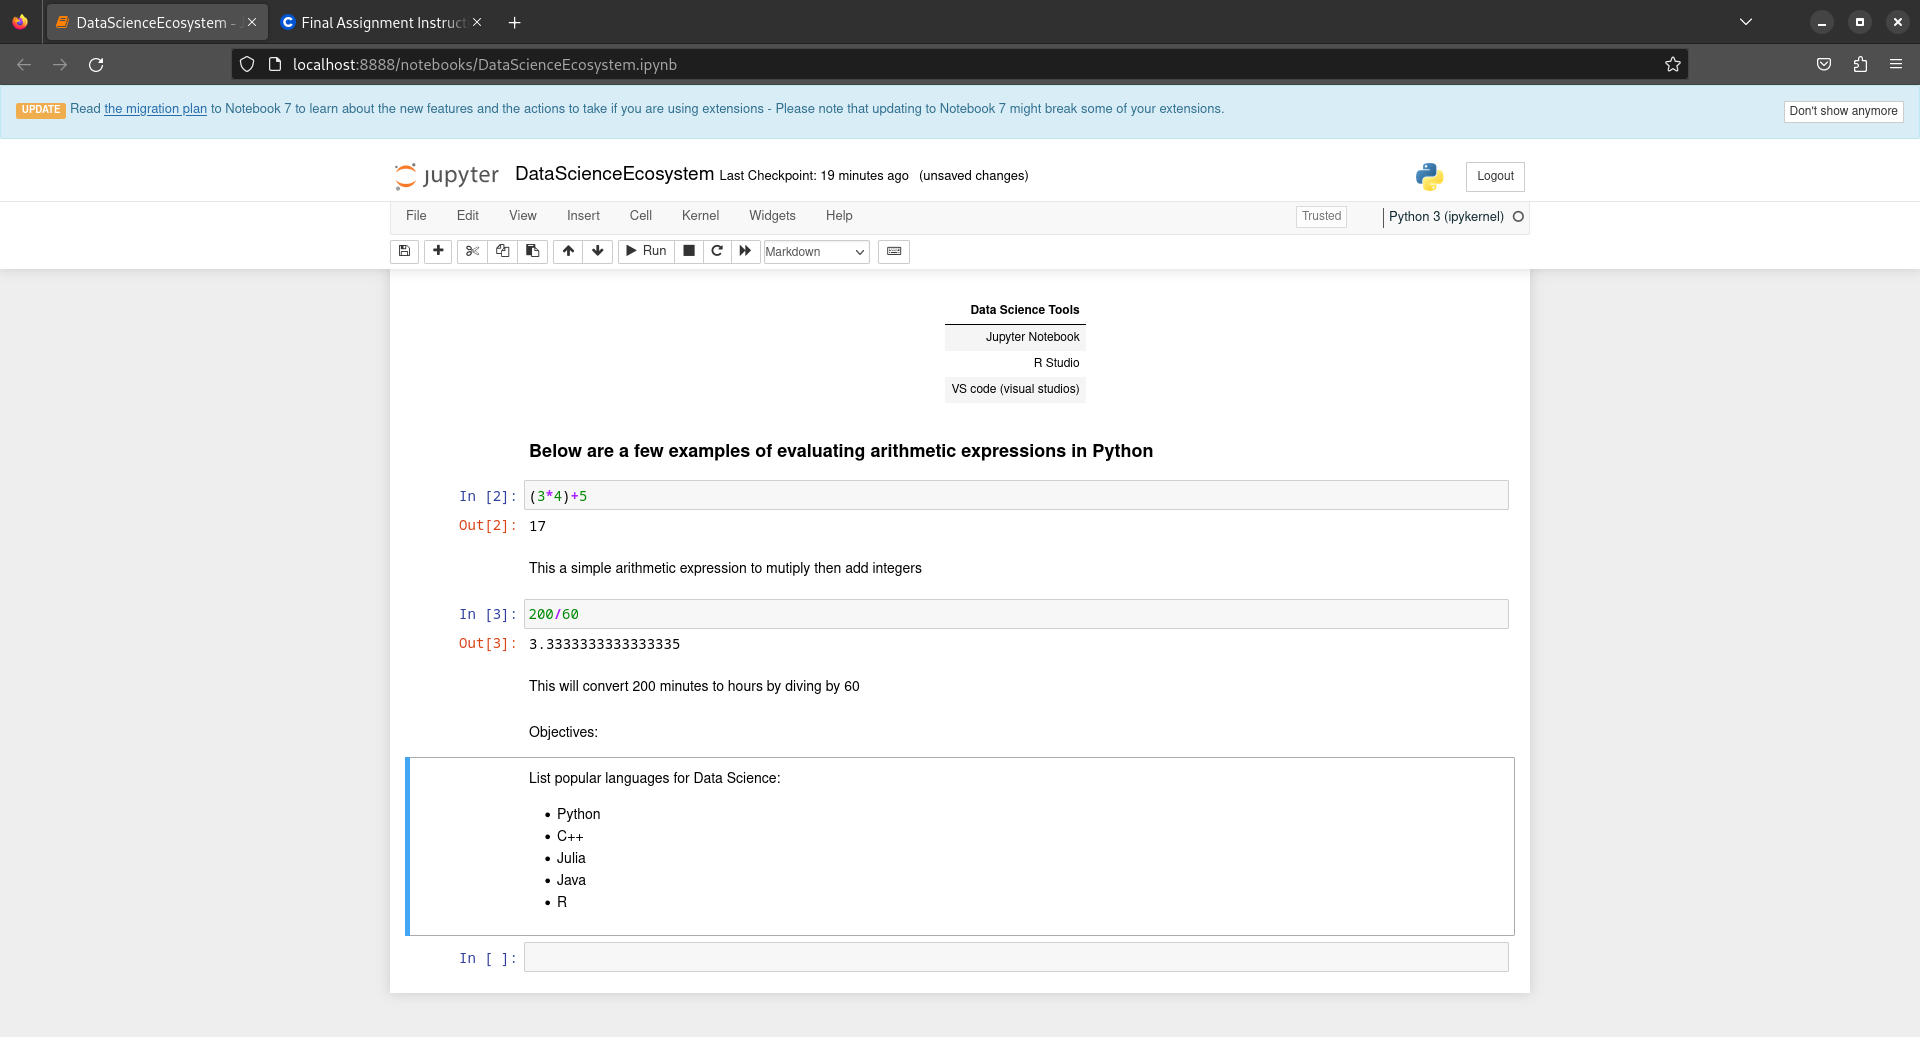 DataScienceEcosystem -
Final Assignment Instruct
localhost:8888/notebooks/DataScienceEcosystem.ipynb
UPDATE Read the migration plan to Notebook 7 to learn about the new features and the actions to take if you are using extensions - Please note that updating to Notebook 7 might break some of your extensions.
Don't show anymore
jupyter DataScienceEcosystem Last Checkpoint: 19 minutes ago (unsaved changes)
Logout
File Edit View Insert Cell Kernel Widgets Help
Trusted
Python 3 (ipykernel)
Run
Markdown
Data Science Tools
Jupyter Notebook
R Studio
VS code (visual studios)
Below are a few examples of evaluating arithmetic expressions in Python
In [2]: (3*4)+5
Out[2]: 17
This a simple arithmetic expression to mutiply then add integers
In [3]: 200/60
Out[3]: 3.3333333333333335
This will convert 200 minutes to hours by diving by 60
Objectives:
List popular languages for Data Science:
• Python
• C++
• Julia
• Java
• R
In [ ]: